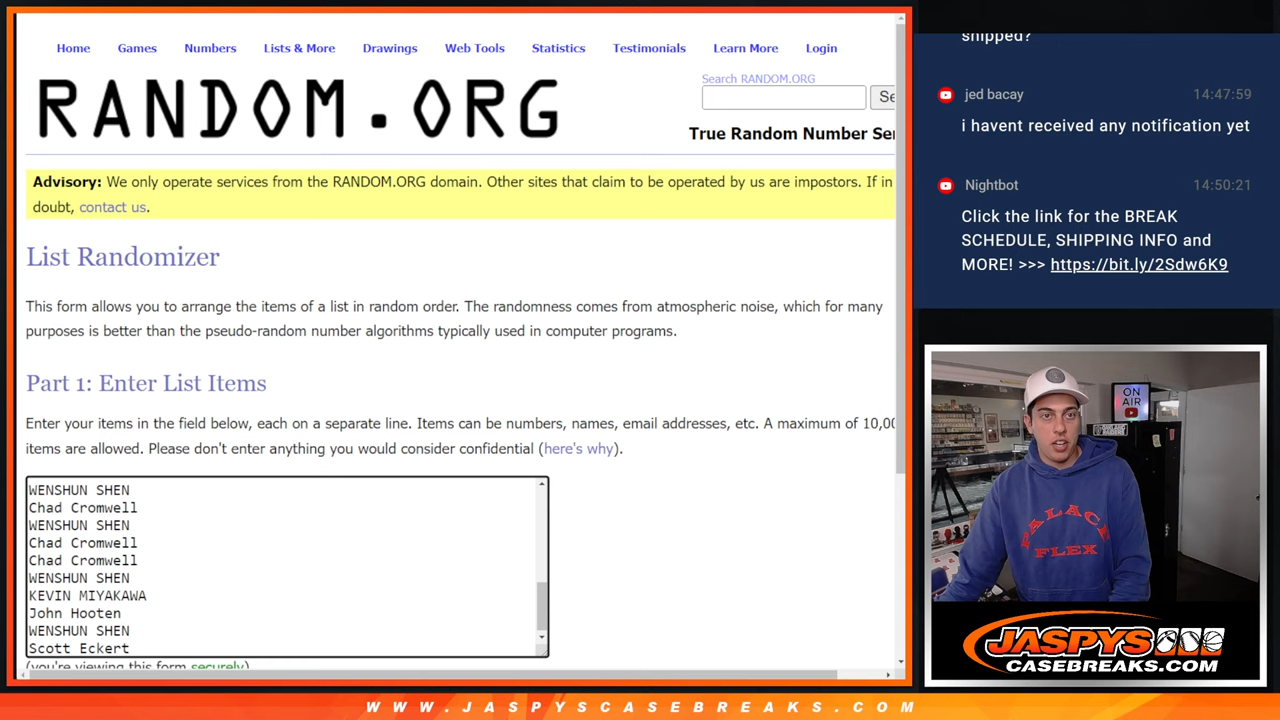 Home Games Numbers Lists & More Drawings Web Tools Statistics Testimonials Learn More Login
RANDOM.ORG
Search RANDOM.ORG
Se
True Random Number Ser
Advisory: We only operate services from the RANDOM.ORG domain. Other sites that claim to be operated by us are impostors. If in
doubt, contact us.
List Randomizer
This form allows you to arrange the items of a list in random order. The randomness comes from atmospheric noise, which for many
purposes is better than the pseudo-random number algorithms typically used in computer programs.
Part 1: Enter List Items
Enter your items in the field below, each on a separate line. Items can be numbers, names, email addresses, etc. A maximum of 10,00
items are allowed. Please don't enter anything you would consider confidential (here's why).
WENSHUN SHEN
Chad Cromwell
WENSHUN SHEN
Chad Cromwell
Chad Cromwell
WENSHUN SHEN
KEVIN MIYAKAWA
John Hooten
WENSHUN SHEN
Scott Eckert
(you're viewing this form securely)
shipped?
jed bacay 14:47:59
i havent received any notification yet
Nightbot 14:50:21
Click the link for the BREAK
SCHEDULE, SHIPPING INFO and
MORE! >>> https://bit.ly/2Sdw6K9
ON
AIR
PALACE
FLEX
JASPYS
CASEBREAKS.COM
WWW.JASPYSCASEBREAKS.COM